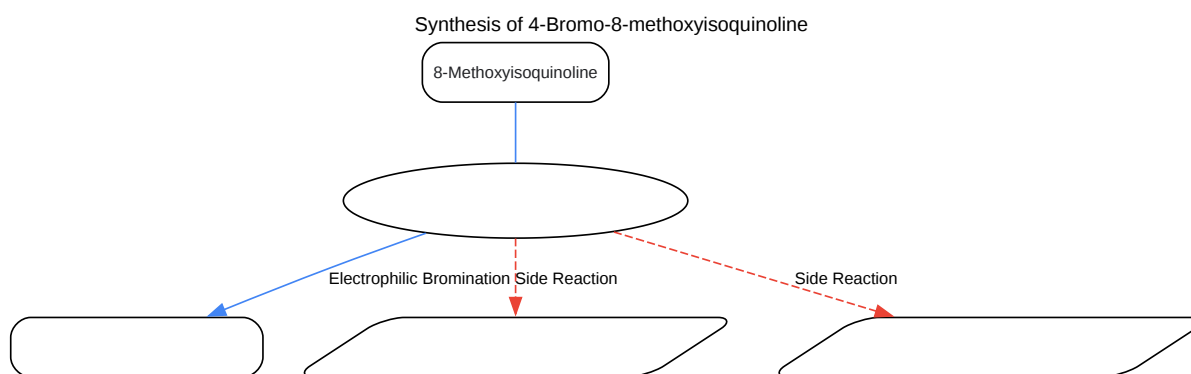 Synthesis of 4-Bromo-8-methoxyisoquinoline
8-Methoxyisoquinoline
Electrophilic Bromination
Side Reaction
Side Reaction